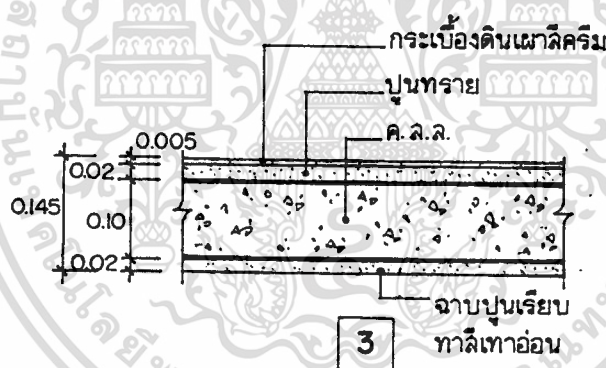 กระเบื้องดินเผาสีครีม
ปูนทราย
ค.ส.ล.
0.005
0.02
0.145
0.10
0.02
ฉาบปูนเรียบ
ทาสีเทาอ่อน
3